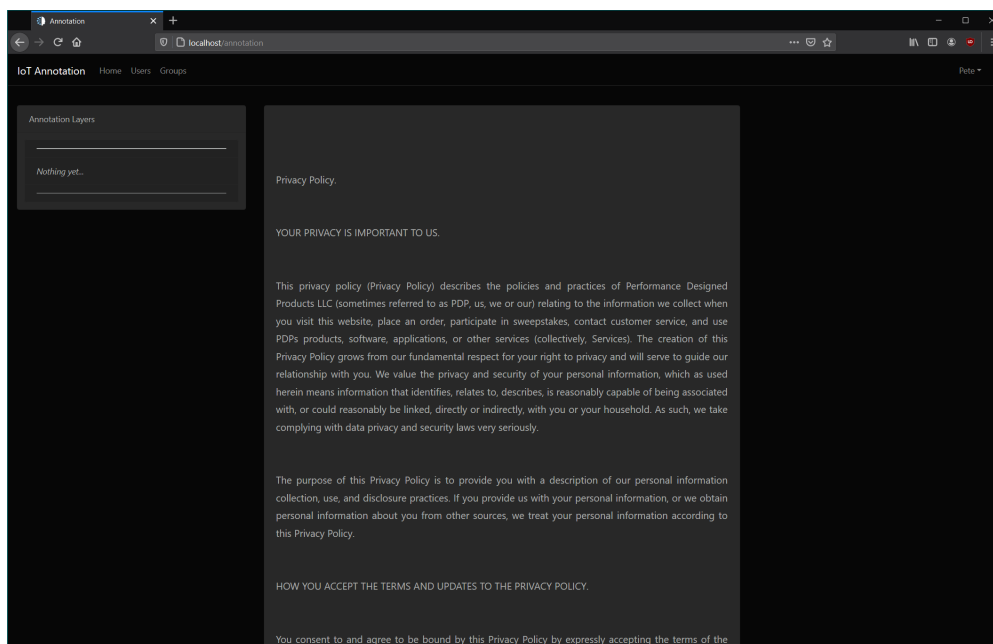 Annotation
localhost/annotation
IoT Annotation Home Users Groups Pete
Annotation Layers
Nothing yet...
Privacy Policy.
YOUR PRIVACY IS IMPORTANT TO US.
This privacy policy (Privacy Policy) describes the policies and practices of Performance Designed
Products LLC (sometimes referred to as PDP, us, we or our) relating to the information we collect when
you visit this website, place an order, participate in sweepstakes, contact customer service, and use
PDPs products, software, applications, or other services (collectively, Services). The creation of this
Privacy Policy grows from our fundamental respect for your right to privacy and will serve to guide our
relationship with you. We value the privacy and security of your personal information, which as used
herein means information that identifies, relates to, describes, is reasonably capable of being associated
with, or could reasonably be linked, directly or indirectly, with you or your household. As such, we take
complying with data privacy and security laws very seriously.
The purpose of this Privacy Policy is to provide you with a description of our personal information
collection, use, and disclosure practices. If you provide us with your personal information, or we obtain
personal information about you from other sources, we treat your personal information according to
this Privacy Policy.
HOW YOU ACCEPT THE TERMS AND UPDATES TO THE PRIVACY POLICY.
You consent to and agree to be bound by this Privacy Policy by expressly accepting the terms of the